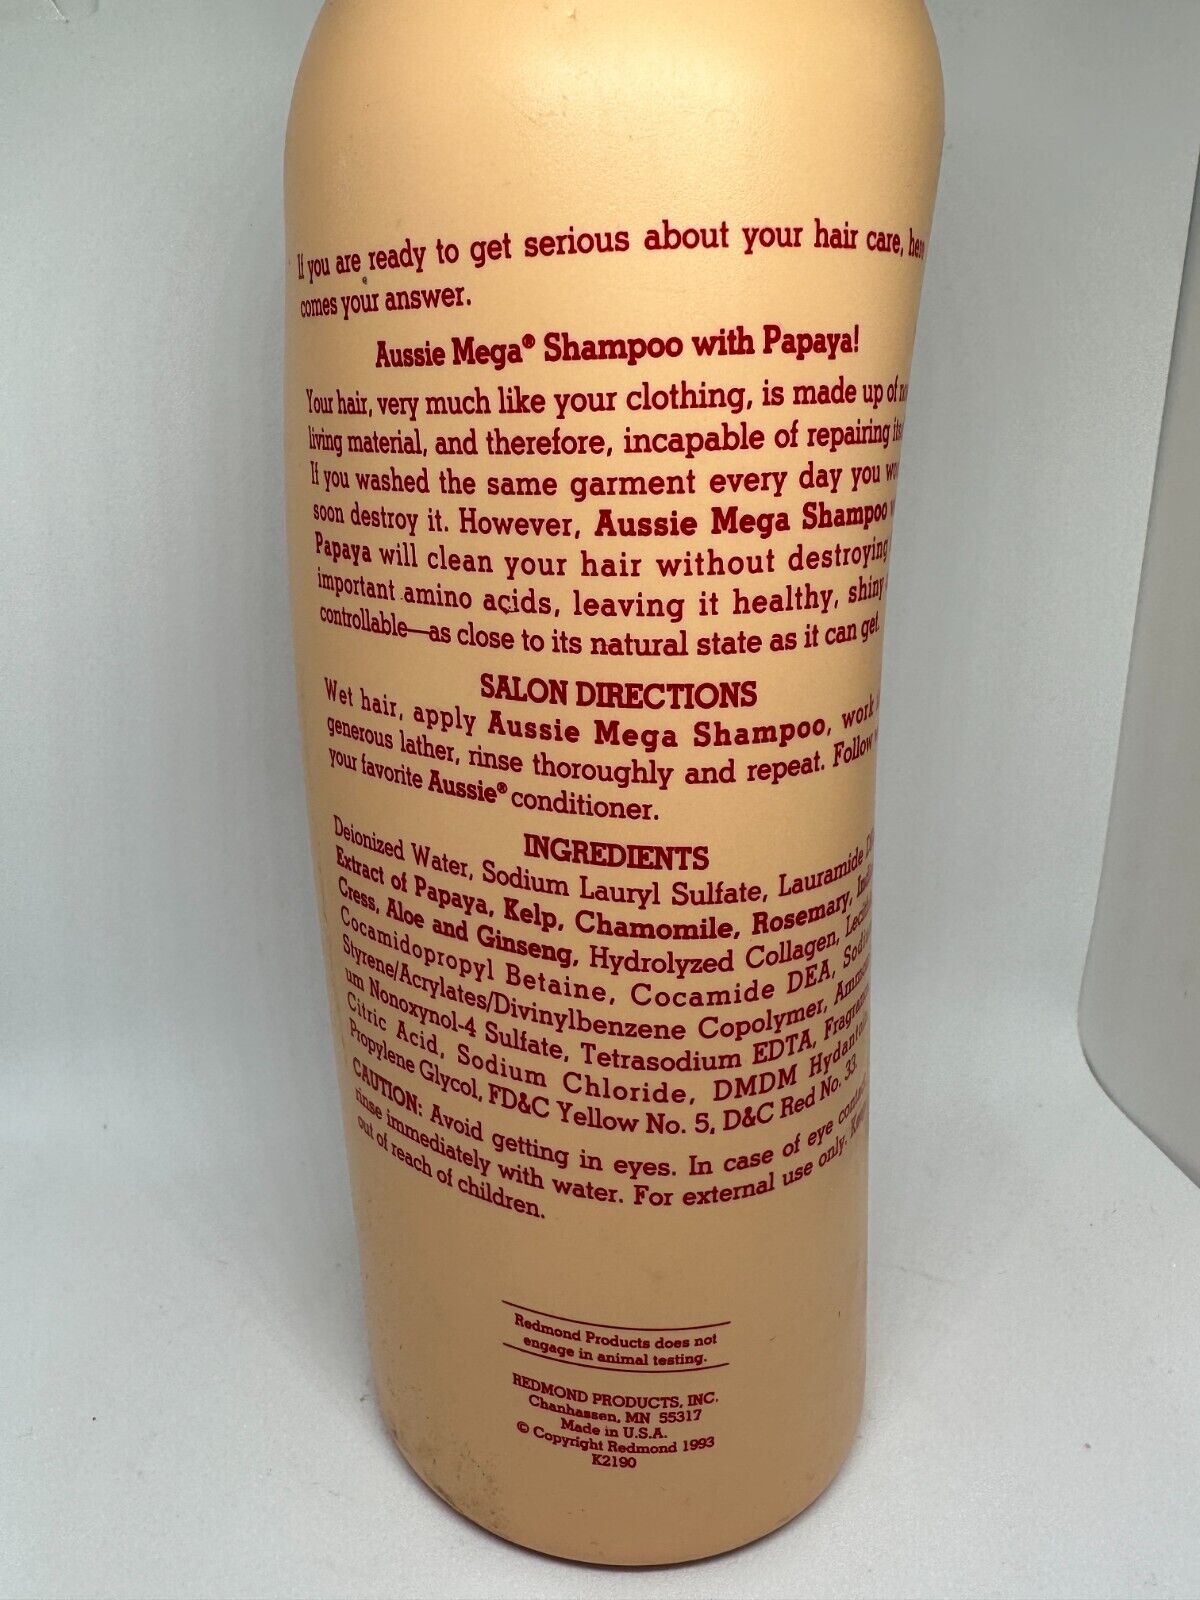 If you are ready to get serious about your hair care, here
comes your answer.
Aussie Mega® Shampoo with Papaya!
Your hair, very much like your clothing, is made up of
living material, and therefore, incapable of repairing
If you washed the same garment every day you
soon destroy it. However, Aussie Mega Shampoo
Papaya will clean your hair without destroying
important amino acids, leaving it healthy, shiny
controllable—as close to its natural state as it can get.
SALON DIRECTIONS
Wet hair, apply Aussie Mega Shampoo, work
generous lather, rinse thoroughly and repeat. Follow
your favorite Aussie® conditioner.
INGREDIENTS
Deionized Water, Sodium Lauryl Sulfate, Lauramide
Extract of Papaya, Kelp, Chamomile, Rosemary,
Cress, Aloe and Ginseng, Hydrolyzed Collagen,
Cocamidopropyl Betaine, Cocamide DEA,
Styrene/Acrylates/Divinylbenzene Copolymer,
um Nonoxynol-4 Sulfate, Tetrasodium EDTA,
Citric Acid, Sodium Chloride, DMDM
Propylene Glycol, FD&C Yellow No. 5, D&C Red No. 33.
CAUTION: Avoid getting in eyes. In case of eye
rinse immediately with water. For external use only.
out of reach of children.
Redmond Products does not
engage in animal testing.
REDMOND PRODUCTS, INC.
Chanhassen, MN 55317
Made in U.S.A.
© Copyright Redmond 1993
K2190